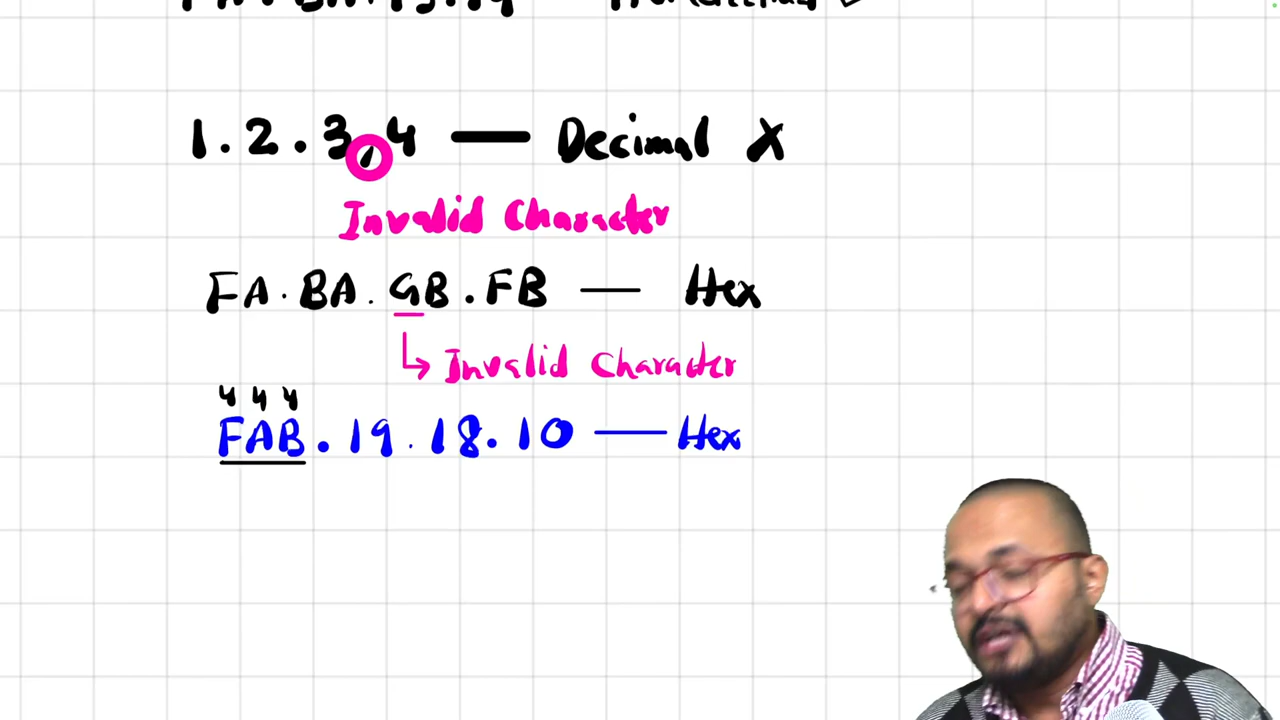 1.2.3,4 — Decimal X
Invalid Character
FA.BA.GB.FB — Hex
↳ Invalid Character
4 4 4
FAB.19.18.10 — Hex